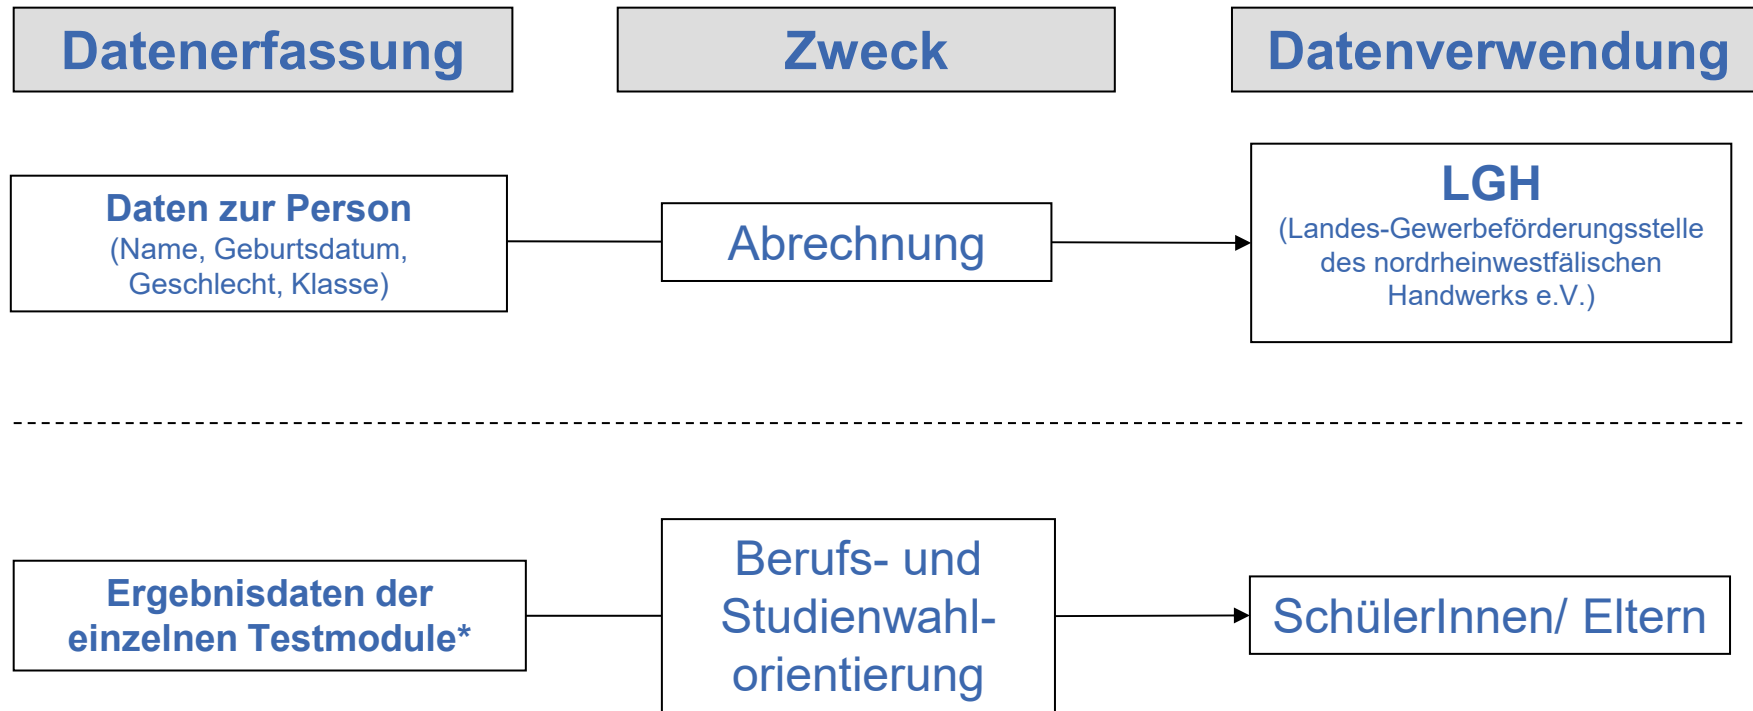 Datenerfassung
Zweck
Datenverwendung
Daten zur Person
(Name, Geburtsdatum,
Geschlecht, Klasse)
Abrechnung
LGH
(Landes-Gewerbeförderungsstelle
des nordrheinwestfälischen
Handwerks e.V.)
Ergebnisdaten der
einzelnen Testmodule*
Berufs- und
Studienwahl-
orientierung
SchülerInnen/ Eltern